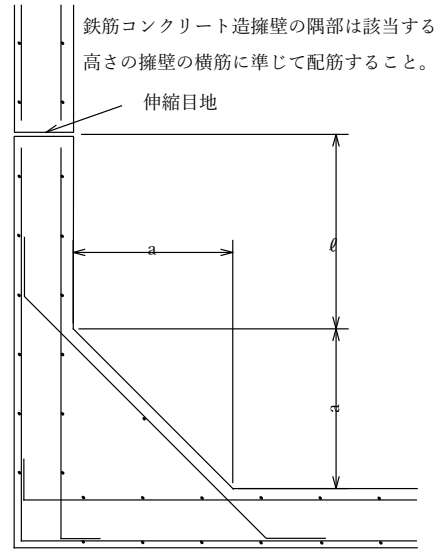 鉄筋コンクリート造擁壁の隅部は該当する
高さの擁壁の横筋に準じて配筋すること。
伸縮目地
a
ℓ
a